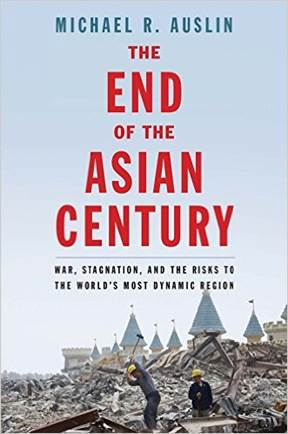 MICHAEL R. AUSLIN
THE
END
OF THE
ASIAN
CENTURY
WAR, STAGNATION, AND THE RISKS TO
THE WORLD'S MOST DYNAMIC REGION